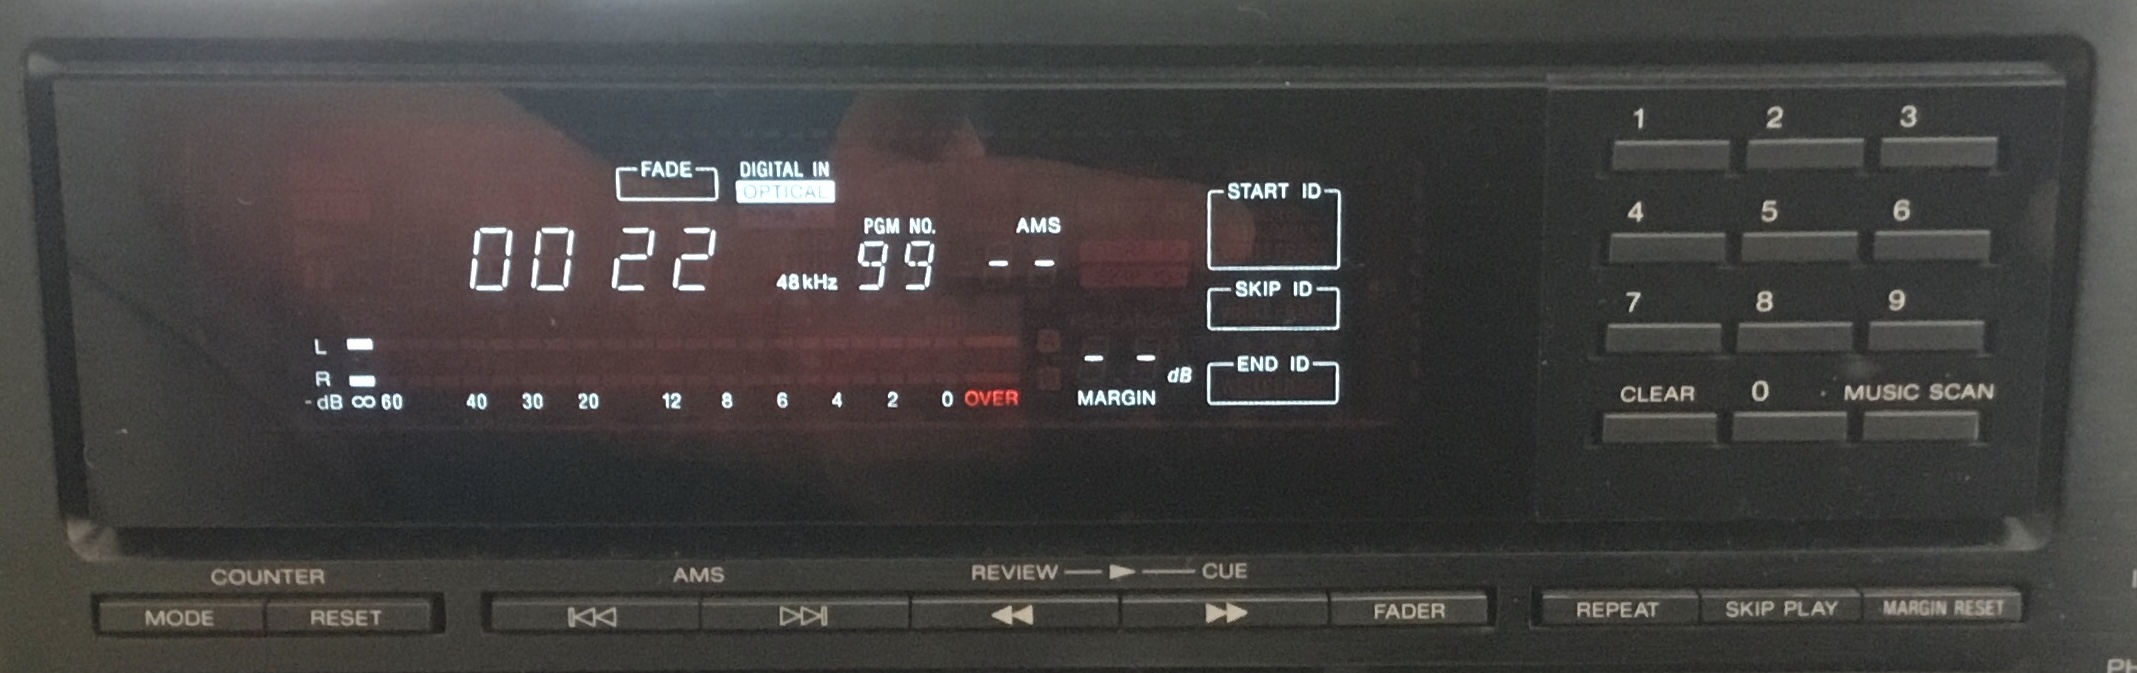 1 2 3
FADE DIGITAL IN
OPTICAL
START ID
4 5 6
PGM NO. AMS
00 22 48kHz 99 - -
SKIP ID
7 8 9
L
R
- - dB
END ID
-dB ∞ 60 40 30 20 12 8 6 4 2 0 OVER MARGIN
CLEAR 0 MUSIC SCAN
COUNTER AMS REVIEW CUE
MODE RESET FADER REPEAT SKIP PLAY MARGIN RESET